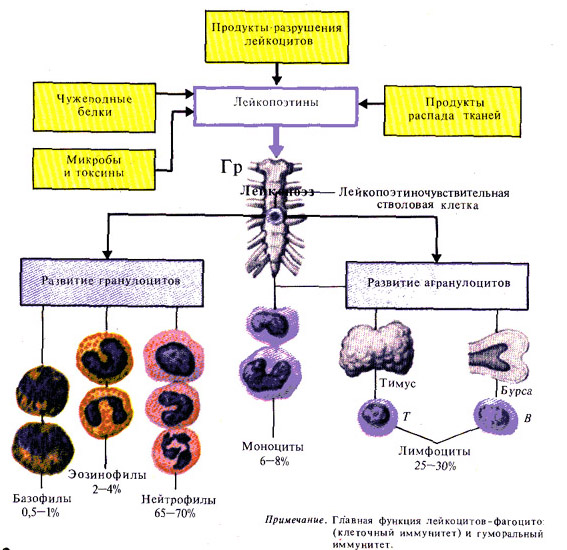 Продукты разрушения
лейкоцитов
Чужеродные
белки
Лейкопоэтины
Продукты
распада тканей
Микробы
и токсины
Гр
Лейкопоэз
Лейкопоэтиночувствительная
стволовая клетка
Развитие гранулоцитов
Развитие агранулоцитов
Тимус
Бурса
T
B
Моноциты
6—8%
Лимфоциты
25—30%
Эозинофилы
2—4%
Базофилы
0,5—1%
Нейтрофилы
65—70%
Примечание. Главная функция лейкоцитов-фагоцито
(клеточный иммунитет) и гуморальный
иммунитет.